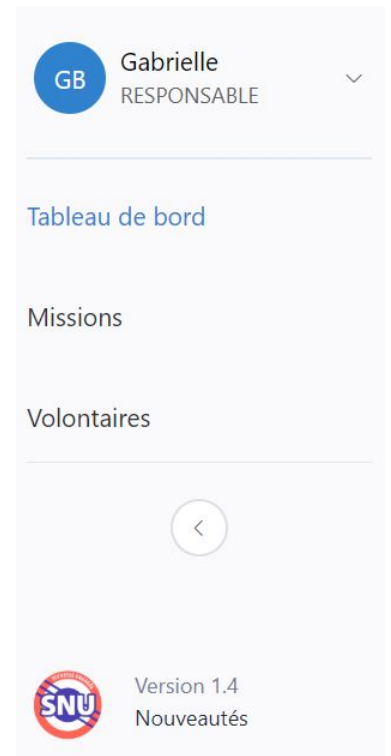 GB
Gabrielle
RESPONSABLE
Tableau de bord
Missions
Volontaires
SNU
Version 1.4
Nouveautés